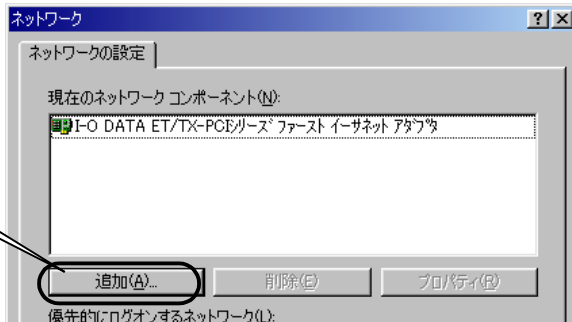 ネットワーク
ネットワークの設定
現在のネットワーク コンポーネント(N):
I-O DATA ET/TX-PCIシリーズ ファースト イーサネット アダプタ
追加(A)...
削除(E)
プロパティ(R)
優先的にログオンするネットワーク(L):